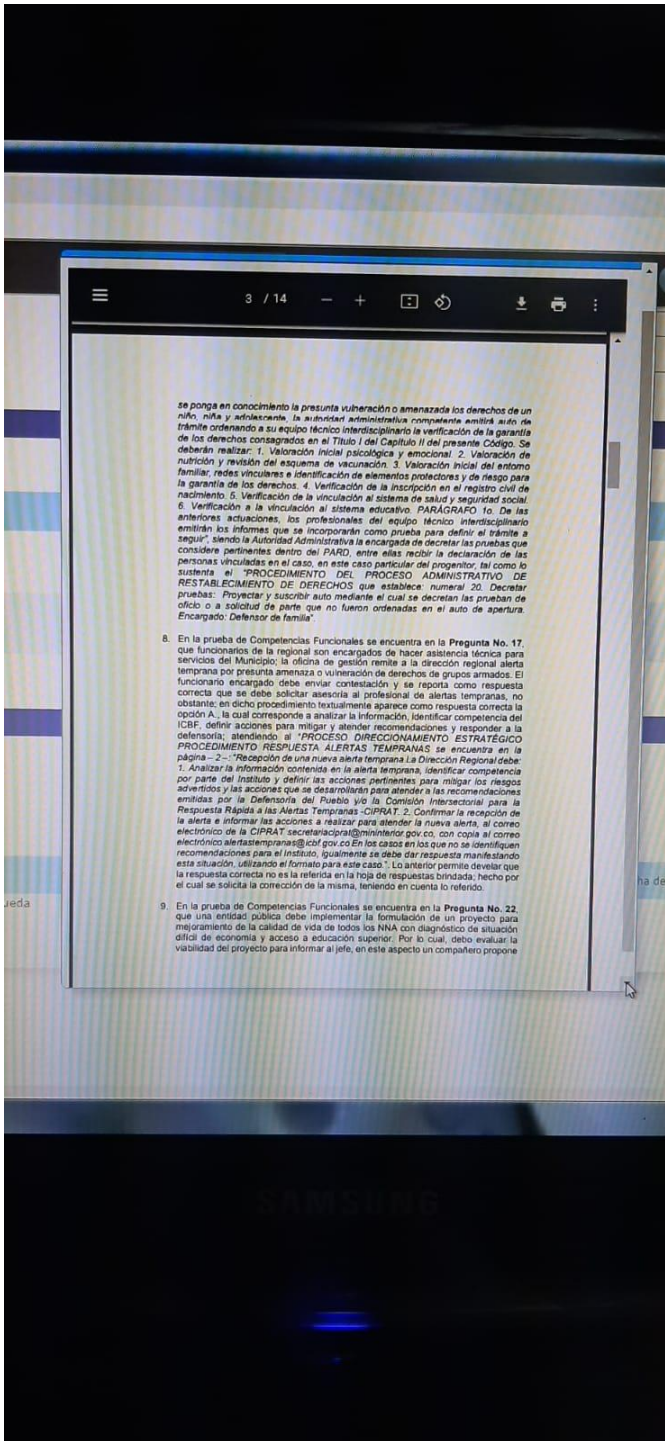 3 / 14
se ponga en conocimiento la presunta vulneración o amenazada los derechos de un
niño, niña y adolescente, la autoridad administrativa competente emitirá auto de
trámite ordenando a su equipo técnico interdisciplinario la verificación de la garantía
de los derechos consagrados en el Título I del Capítulo II del presente Código. Se
deberán realizar: 1. Valoración inicial psicológica y emocional. 2. Valoración de
nutrición y revisión del esquema de vacunación. 3. Valoración inicial del entorno
familiar, redes vinculares e identificación de elementos protectores y de riesgo para
la garantía de los derechos. 4. Verificación de la inscripción en el registro civil de
nacimiento. 5. Verificación de la vinculación al sistema de salud y seguridad social.
6. Verificación a la vinculación al sistema educativo. PARÁGRAFO 1o. De las
anteriores actuaciones, los profesionales del equipo técnico interdisciplinario
emitirán los informes que se incorporarán como prueba para definir el trámite a
seguir", siendo la Autoridad Administrativa la encargada de decretar las pruebas que
considere pertinentes dentro del PARD, entre ellas recibir la declaración de las
personas vinculadas en el caso, en este caso particular del progenitor, tal como lo
sustenta el "PROCEDIMIENTO DEL PROCESO ADMINISTRATIVO DE
RESTABLECIMIENTO DE DERECHOS que establece: numeral 20. Decretar
pruebas: Proyectar y suscribir auto mediante el cual se decretan las prueban de
oficio o a solicitud de parte que no fueron ordenadas en el auto de apertura.
Encargado: Defensor de familia".
8. En la prueba de Competencias Funcionales se encuentra en la Pregunta No. 17,
que funcionarios de la regional son encargados de hacer asistencia técnica para
servicios del Municipio; la oficina de gestión remite a la dirección regional alerta
temprana por presunta amenaza o vulneración de derechos de grupos armados. El
funcionario encargado debe enviar contestación y se reporta como respuesta
correcta que se debe solicitar asesoría al profesional de alertas tempranas, no
obstante; en dicho procedimiento textualmente aparece como respuesta correcta la
opción A., la cual corresponde a analizar la información, identificar competencia del
ICBF, definir acciones para mitigar y atender recomendaciones y responder a la
defensoría; atendiendo al "PROCESO DIRECCIONAMIENTO ESTRATÉGICO
PROCEDIMIENTO RESPUESTA ALERTAS TEMPRANAS se encuentra en la
página – 2 –: "Recepción de una nueva alerta temprana La Dirección Regional debe:
1. Analizar la información contenida en la alerta temprana, identificar competencia
por parte del Instituto y definir las acciones pertinentes para mitigar los riesgos
advertidos y las acciones que se desarrollarán para atender a las recomendaciones
emitidas por la Defensoría del Pueblo y/o la Comisión Intersectorial para la
Respuesta Rápida a las Alertas Tempranas -CIPRAT. 2. Confirmar la recepción de
la alerta e informar las acciones a realizar para atender la nueva alerta, al correo
electrónico de la CIPRAT secretariaciprat@mininterior.gov.co, con copia al correo
electrónico alertastempranas@icbf.gov.co En los casos en los que no se identifiquen
recomendaciones para el Instituto, igualmente se debe dar respuesta manifestando
esta situación, utilizando el formato para este caso.". Lo anterior permite develar que
la respuesta correcta no es la referida en la hoja de respuestas brindada; hecho por
el cual se solicita la corrección de la misma, teniendo en cuenta lo referido.
9. En la prueba de Competencias Funcionales se encuentra en la Pregunta No. 22,
que una entidad pública debe implementar la formulación de un proyecto para
mejoramiento de la calidad de vida de todos los NNA con diagnóstico de situación
difícil de economía y acceso a educación superior. Por lo cual, debo evaluar la
viabilidad del proyecto para informar al jefe, en este aspecto un compañero propone
ha de
ueda
SAMSUNG